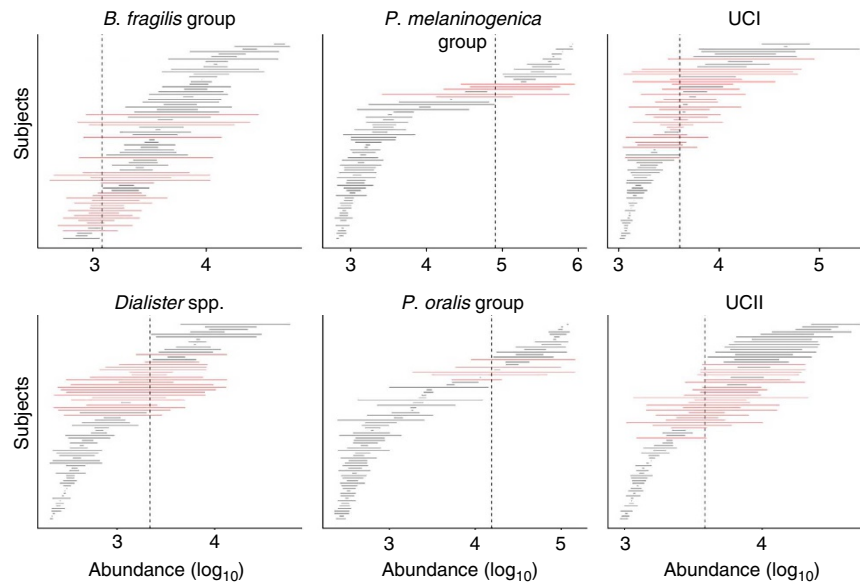 B. fragilis group
P. melaninogenica
group
UCI
Subjects
3
4
3
4
5
6
3
4
5
Dialister spp.
P. oralis group
UCII
Subjects
3
4
3
4
5
3
4
Abundance (log10)
Abundance (log10)
Abundance (log10)